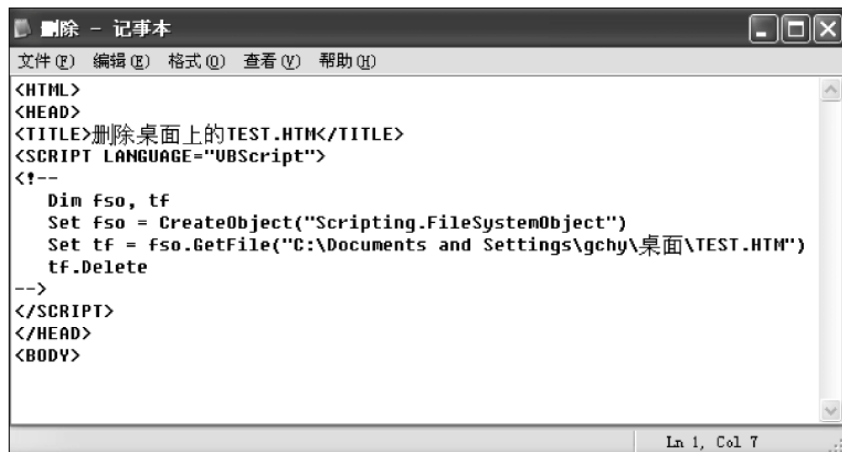 删除 - 记事本
文件(F) 编辑(E) 格式(O) 查看(V) 帮助(H)
<HTML>
<HEAD>
<TITLE>删除桌面上的TEST.HTM</TITLE>
<SCRIPT LANGUAGE="VBScript">
<!--
   Dim fso, tf
   Set fso = CreateObject("Scripting.FileSystemObject")
   Set tf = fso.GetFile("C:\Documents and Settings\gchy\桌面\TEST.HTM")
   tf.Delete
-->
</SCRIPT>
</HEAD>
<BODY>
Ln 1, Col 7